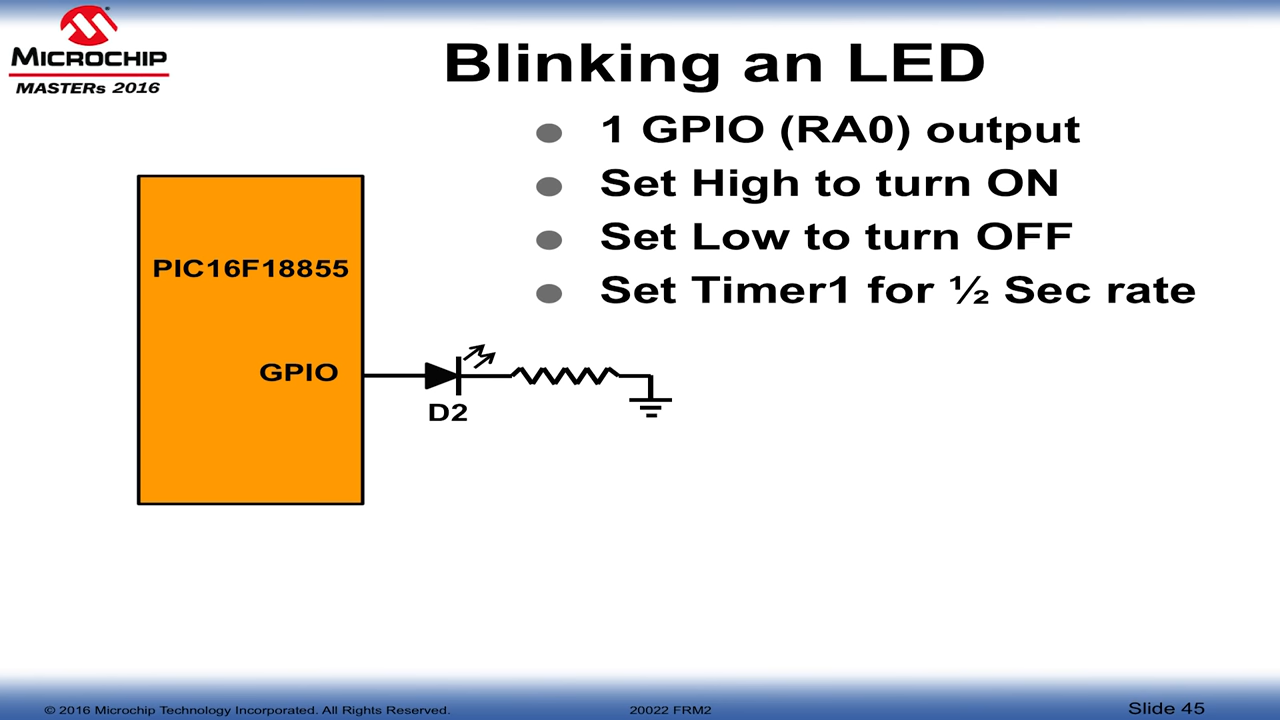 MICROCHIP
MASTERs 2016
Blinking an LED
1 GPIO (RA0) output
Set High to turn ON
Set Low to turn OFF
Set Timer1 for ½ Sec rate
PIC16F18855
GPIO
D2
© 2016 Microchip Technology Incorporated. All Rights Reserved.
20022 FRM2
Slide 45